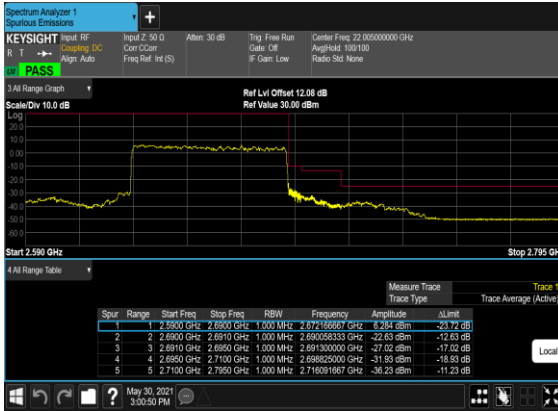 Spectrum Analyzer 1
Spurious Emissions
+
KEYSIGHT
R T
PASS
Input: RF
Coupling: DC
Align: Auto
Input Z: 50 Ω
Corr CCorr
Freq Ref: Int (S)
Atten: 30 dB
Trig: Free Run
Gate: Off
IF Gain: Low
Center Freq: 22.005000000 GHz
Avg|Hold: 100/100
Radio Std: None
3 All Range Graph
Scale/Div 10.0 dB
Ref Lvl Offset 12.08 dB
Ref Value 30.00 dBm
Log
20.0
10.0
0.00
-10.0
-20.0
-30.0
-40.0
-50.0
-60.0
Start 2.590 GHz
Stop 2.795 GH
4 All Range Table
Measure Trace Trace 1
Trace Type Trace Average (Active)
Spur Range Start Freq Stop Freq RBW Frequency Amplitude ΔLimit
1 1 2.5900 GHz 2.6900 GHz 1.000 MHz 2.672166667 GHz 6.284 dBm -23.72 dB
2 2 2.6900 GHz 2.6910 GHz 1.000 MHz 2.690058333 GHz -22.63 dBm -12.63 dB
3 3 2.6910 GHz 2.6950 GHz 1.000 MHz 2.691300000 GHz -27.02 dBm -17.02 dB
4 4 2.6950 GHz 2.7100 GHz 1.000 MHz 2.698825000 GHz -31.93 dBm -18.93 dB
5 5 2.7100 GHz 2.7950 GHz 1.000 MHz 2.716091667 GHz -36.23 dBm -11.23 dB
Local
?
May 30, 2021
3:00:50 PM